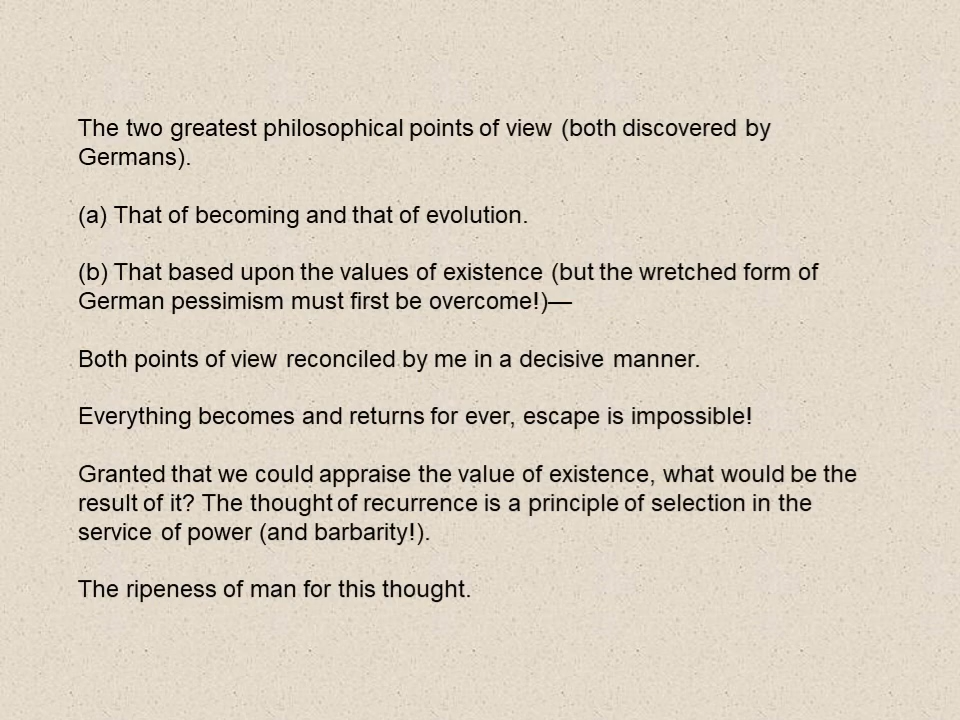 The two greatest philosophical points of view (both discovered by
Germans).
(a) That of becoming and that of evolution.
(b) That based upon the values of existence (but the wretched form of
German pessimism must first be overcome!)—
Both points of view reconciled by me in a decisive manner.
Everything becomes and returns for ever, escape is impossible!
Granted that we could appraise the value of existence, what would be the
result of it? The thought of recurrence is a principle of selection in the
service of power (and barbarity!).
The ripeness of man for this thought.